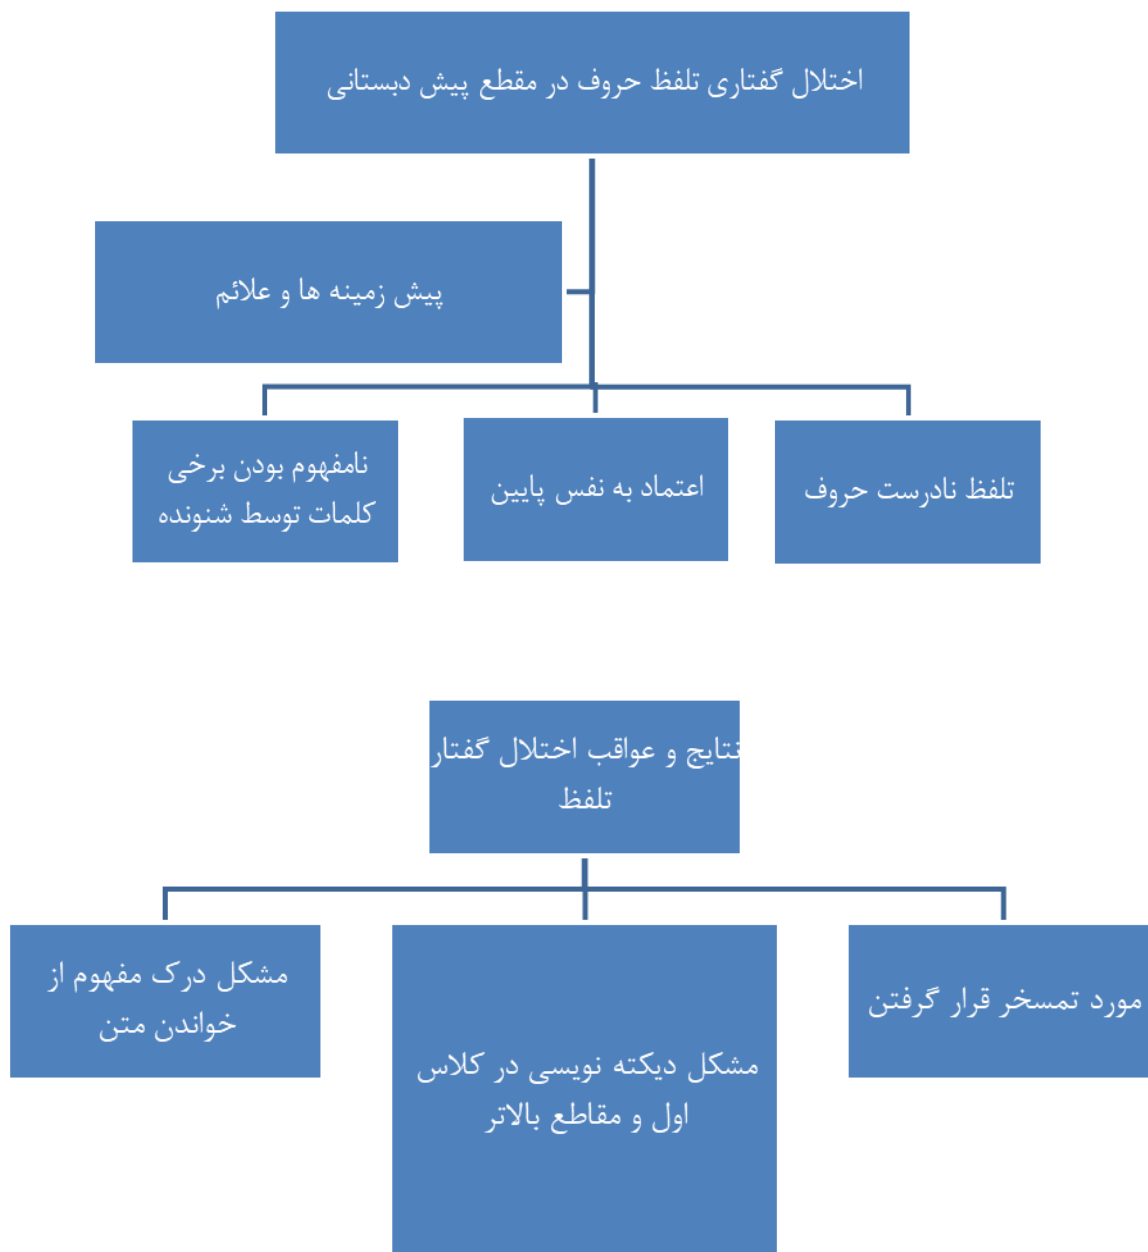 اختلال گفتاری تلفظ حروف در مقطع پیش دبستانی
پیش زمینه ها و علائم
تلفظ نادرست حروف
اعتماد به نفس پایین
نامفهوم بودن برخی
کلمات توسط شنونده
نتایج و عواقب اختلال گفتار
تلفظ
مورد تمسخر قرار گرفتن
مشکل دیکته نویسی در کلاس
اول و مقاطع بالاتر
مشکل درک مفهوم از
خواندن متن